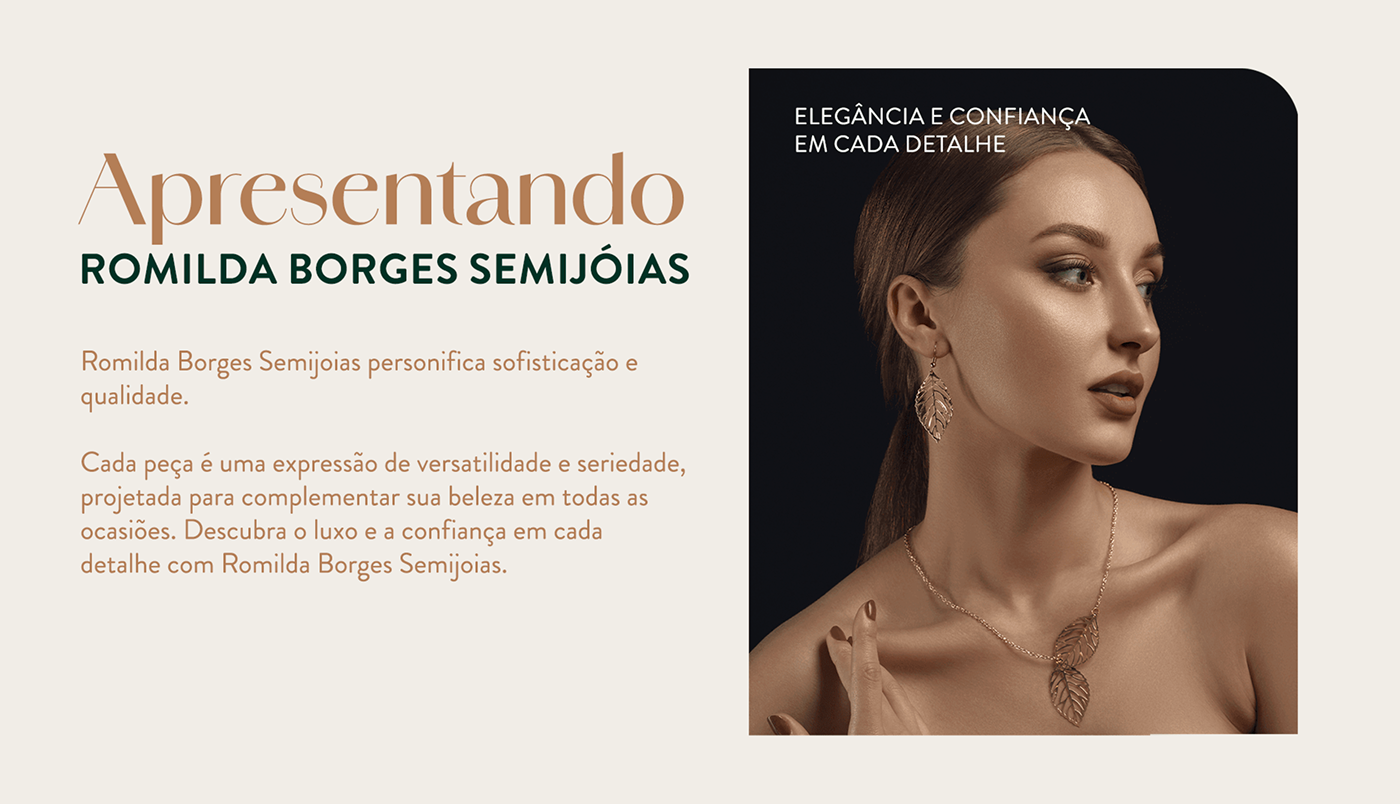 Apresentando
ROMILDA BORGES SEMIJÓIAS
Romilda Borges Semijoias personifica sofisticação e
qualidade.
Cada peça é uma expressão de versatilidade e seriedade,
projetada para complementar sua beleza em todas as
ocasiões. Descubra o luxo e a confiança em cada
detalhe com Romilda Borges Semijoias.
ELEGÂNCIA E CONFIANÇA
EM CADA DETALHE